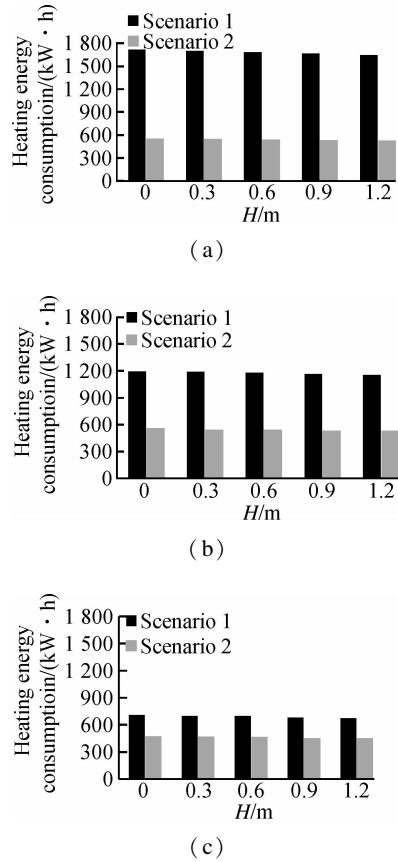 Heating energy
consumptioin/(kW·h)
Scenario 1
Scenario 2
1 800
1 500
1 200
900
600
300
0
0 0.3 0.6 0.9 1.2
H/m
(a)
Heating energy
consumptioin/(kW·h)
Scenario 1
Scenario 2
1 800
1 500
1 200
900
600
300
0
0 0.3 0.6 0.9 1.2
H/m
(b)
Heating energy
consumptioin/(kW·h)
Scenario 1
Scenario 2
1 800
1 500
1 200
900
600
300
0
0 0.3 0.6 0.9 1.2
H/m
(c)